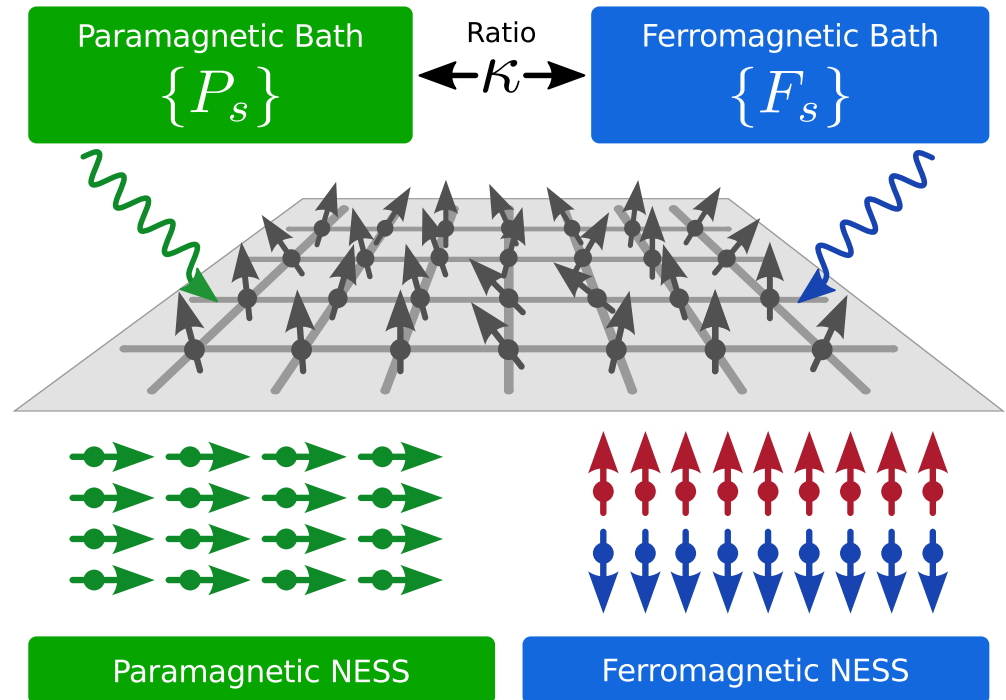 Paramagnetic Bath
{P_s}
Ratio
κ
Ferromagnetic Bath
{F_s}
Paramagnetic NESS
Ferromagnetic NESS